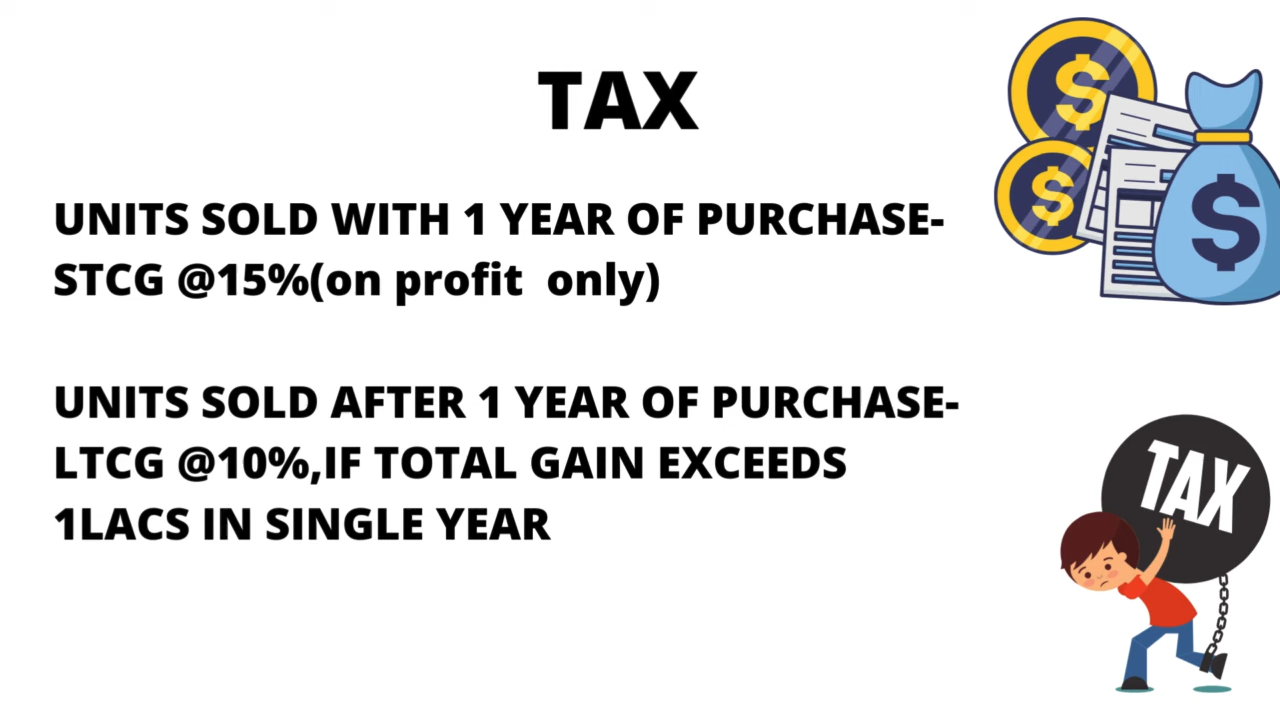 TAX
UNITS SOLD WITH 1 YEAR OF PURCHASE-
STCG @15%(on profit  only)
UNITS SOLD AFTER 1 YEAR OF PURCHASE-
LTCG @10%,IF TOTAL GAIN EXCEEDS
1LACS IN SINGLE YEAR
$
$
$
TAX